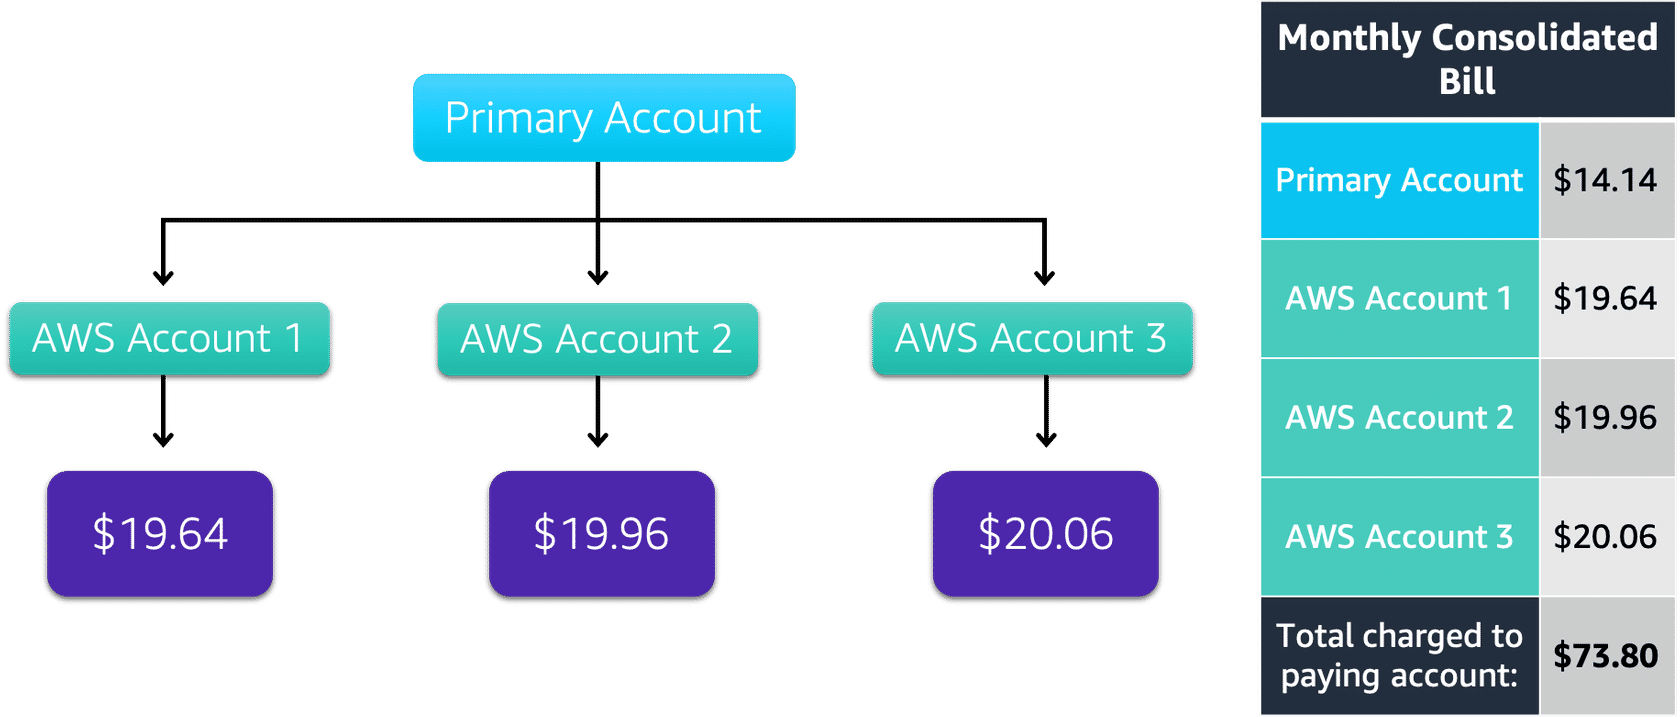 Primary Account
AWS Account 1
AWS Account 2
AWS Account 3
$19.64
$19.96
$20.06
Monthly Consolidated
Bill
Primary Account $14.14
AWS Account 1 $19.64
AWS Account 2 $19.96
AWS Account 3 $20.06
Total charged to
paying account: $73.80